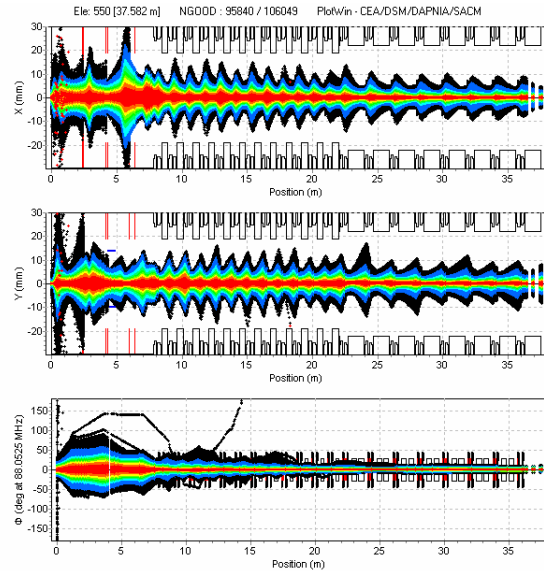 Ele: 550 [37.582 m] NGOOD : 95840 / 106049 PlotWin - CEA/DSM/DAPNIA/SACM
X (mm)
30
20
10
0
-10
-20
0 5 10 15 20 25 30 35
Position (m)
Y (mm)
30
20
10
0
-10
-20
0 5 10 15 20 25 30 35
Position (m)
Φ (deg at 88.0525 MHz)
150
100
50
0
-50
-100
-150
0 5 10 15 20 25 30 35
Position (m)